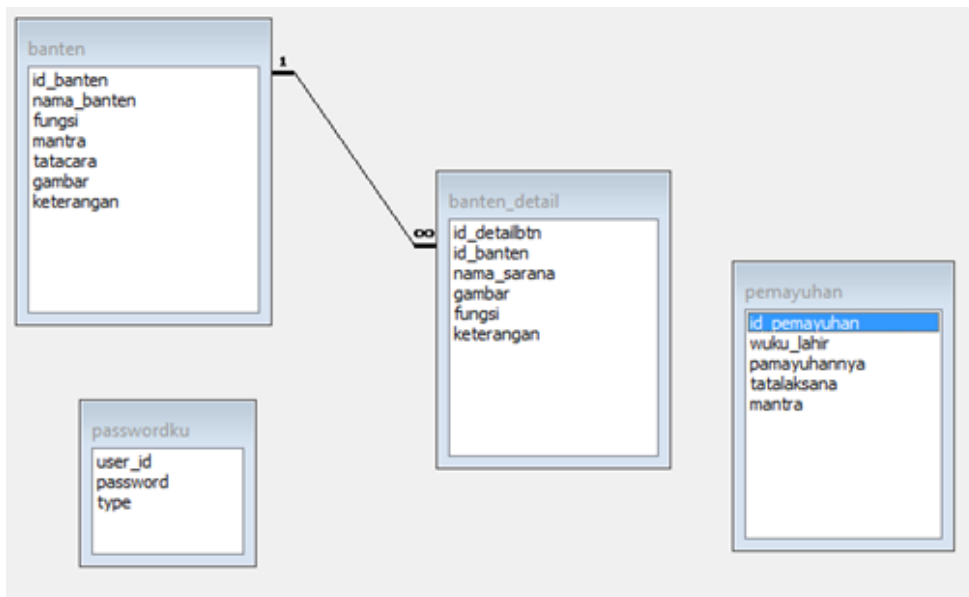 banten
id_banten
nama_banten
fungsi
mantra
tatacara
gambar
keterangan
1
∞
banten_detail
id_detailbtn
id_banten
nama_sarana
gambar
fungsi
keterangan
pemayuhan
id_pemayuhan
wuku_lahir
pamayuhannya
tatalaksana
mantra
passwordku
user_id
password
type